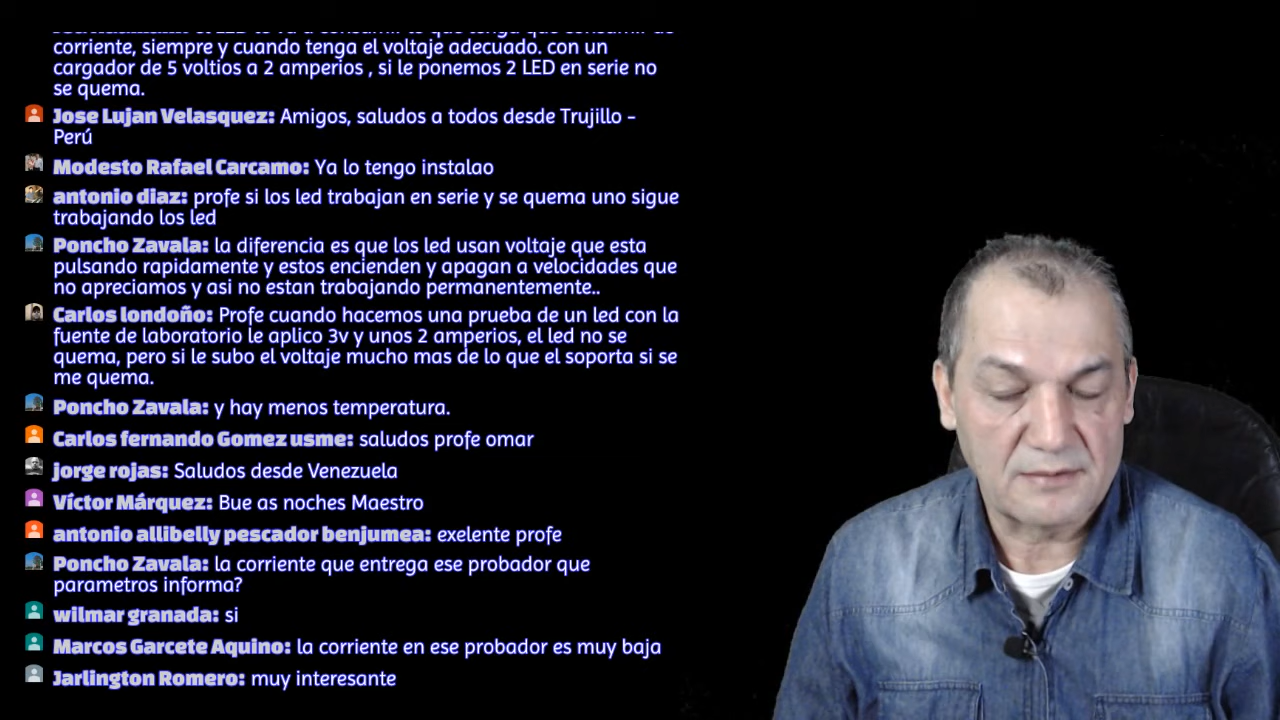 corriente, siempre y cuando tenga el voltaje adecuado. con un
cargador de 5 voltios a 2 amperios , si le ponemos 2 LED en serie no
se quema.
Jose Lujan Velasquez: Amigos, saludos a todos desde Trujillo -
Perú
Modesto Rafael Carcamo: Ya lo tengo instalao
antonio diaz: profe si los led trabajan en serie y se quema uno sigue
trabajando los led
Poncho Zavala: la diferencia es que los led usan voltaje que esta
pulsando rapidamente y estos encienden y apagan a velocidades que
no apreciamos y asi no estan trabajando permanentemente..
Carlos londoño: Profe cuando hacemos una prueba de un led con la
fuente de laboratorio le aplico 3v y unos 2 amperios, el led no se
quema, pero si le subo el voltaje mucho mas de lo que el soporta si se
me quema.
Poncho Zavala: y hay menos temperatura.
Carlos fernando Gomez usme: saludos profe omar
jorge rojas: Saludos desde Venezuela
Víctor Márquez: Bue as noches Maestro
antonio allibelly pescador benjumea: exelente profe
Poncho Zavala: la corriente que entrega ese probador que
parametros informa?
wilmar granada: si
Marcos Garcete Aquino: la corriente en ese probador es muy baja
Jarlington Romero: muy interesante